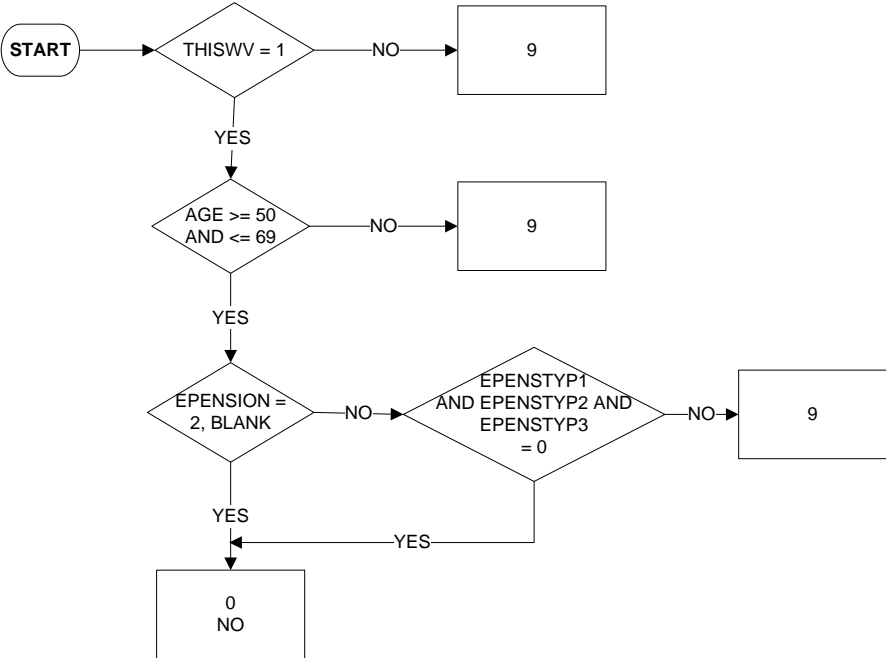 START
THISWV = 1
NO
9
YES
AGE >= 50
AND <= 69
NO
9
YES
EPENSION =
2, BLANK
NO
EPENSTYP1
AND EPENSTYP2 AND
EPENSTYP3
= 0
NO
9
YES
YES
0
NO